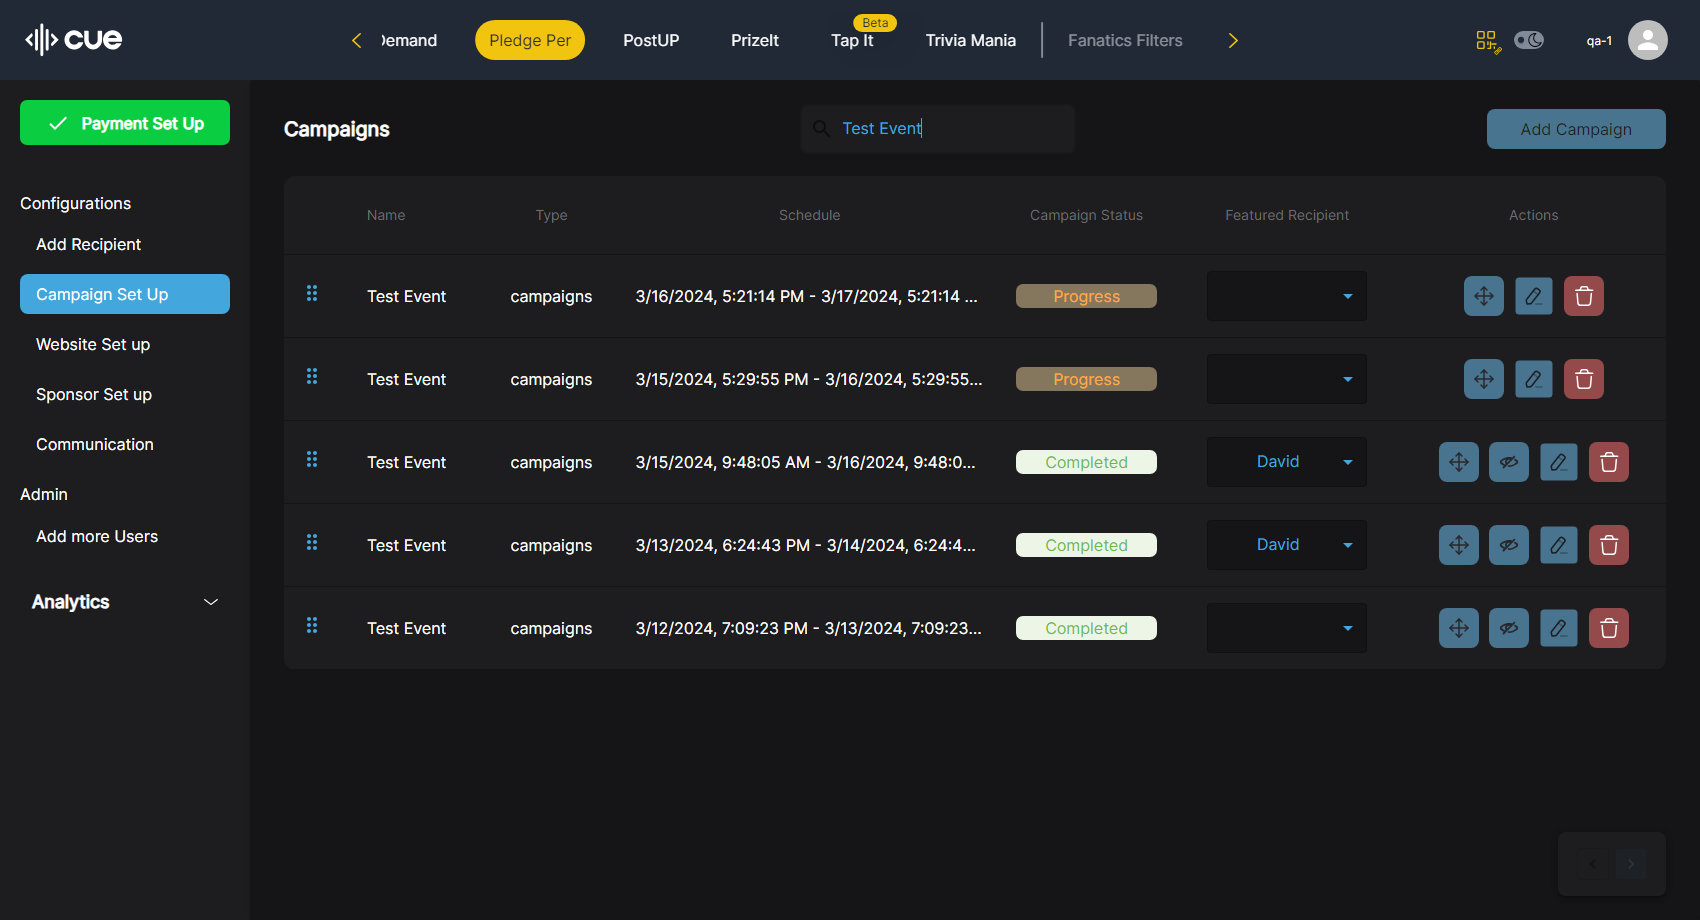 cue
Demand
Pledge Per
PostUP
PrizeIt
Beta
Tap It
Trivia Mania
Fanatics Filters
qa-1
Payment Set Up
Configurations
Add Recipient
Campaign Set Up
Website Set up
Sponsor Set up
Communication
Admin
Add more Users
Analytics
Campaigns
Test Event
Add Campaign
Name Type Schedule Campaign Status Featured Recipient Actions
Test Event campaigns 3/16/2024, 5:21:14 PM - 3/17/2024, 5:21:14 ... Progress
Test Event campaigns 3/15/2024, 5:29:55 PM - 3/16/2024, 5:29:55... Progress
Test Event campaigns 3/15/2024, 9:48:05 AM - 3/16/2024, 9:48:0... Completed David
Test Event campaigns 3/13/2024, 6:24:43 PM - 3/14/2024, 6:24:4... Completed David
Test Event campaigns 3/12/2024, 7:09:23 PM - 3/13/2024, 7:09:23... Completed